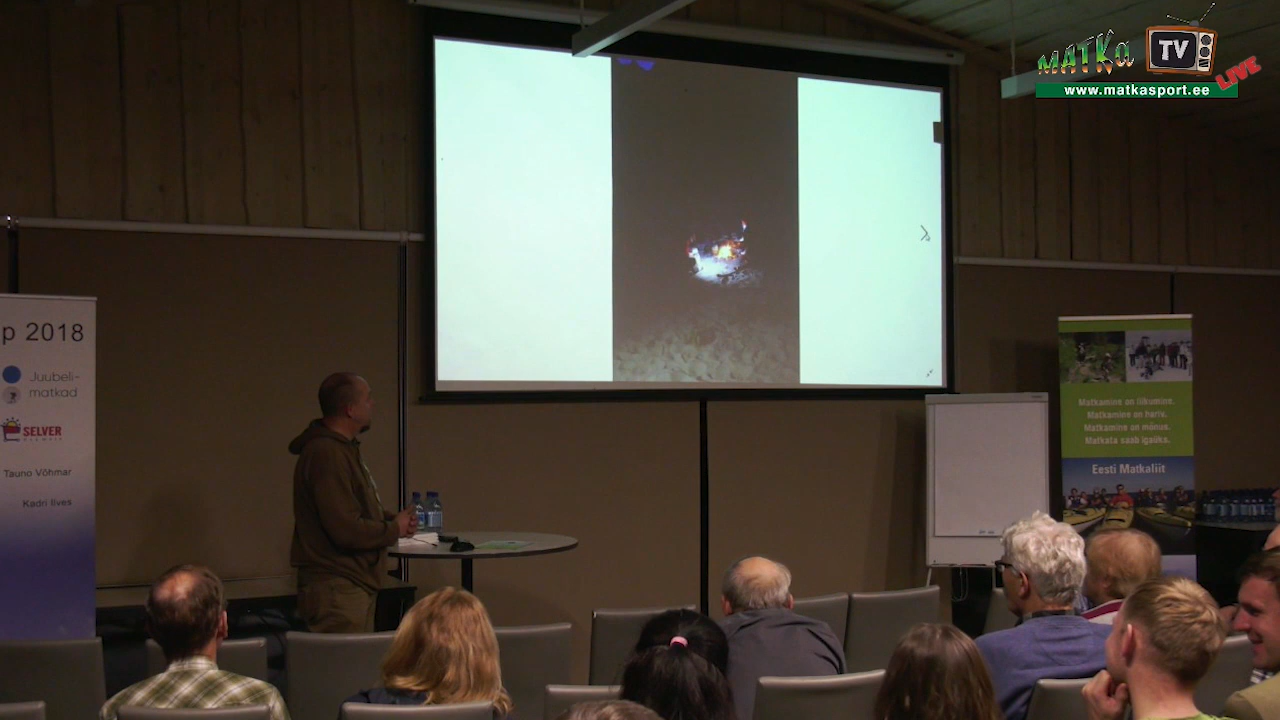 MATKa TV LIVE
www.matkasport.ee
p 2018
Juubeli-
matkad
SELVER
Tauno Võhmar
Kadri Ilves
Matkamine on liikumine.
Matkamine on hariv.
Matkamine on mõnus.
Matkata saab igaüks.
Eesti Matkaliit